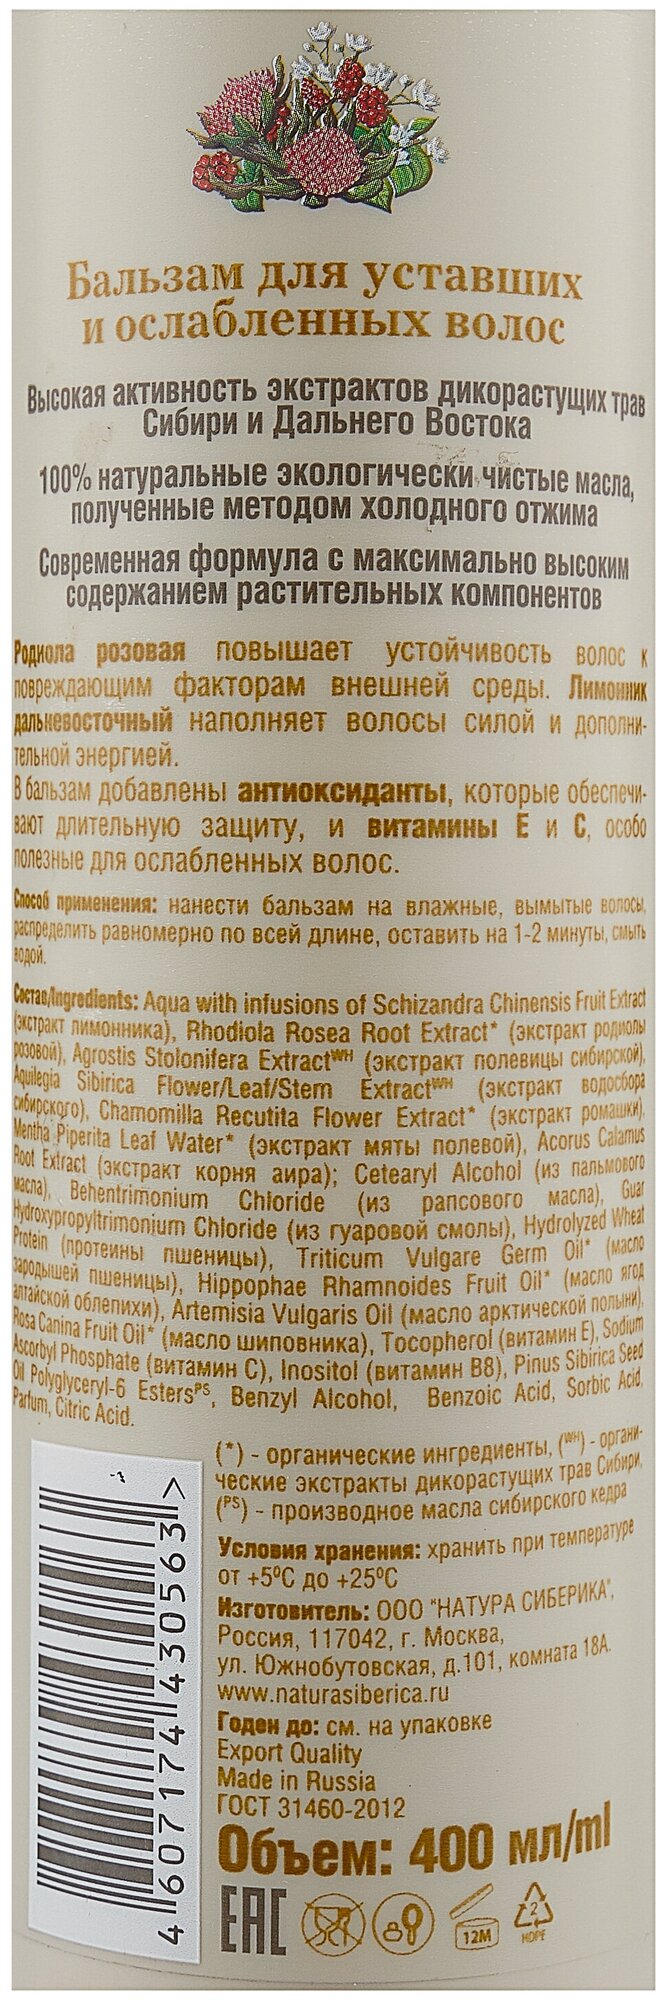 Бальзам для уставших
и ослабленных волос
Высокая активность экстрактов дикорастущих трав
Сибири и Дальнего Востока
100% натуральные экологически чистые масла,
полученные методом холодного отжима
Современная формула с максимально высоким
содержанием растительных компонентов
Родиола розовая повышает устойчивость волос к
повреждающим факторам внешней среды. Лимонник
дальневосточный наполняет волосы силой и дополни-
тельной энергией.
В бальзам добавлены антиоксиданты, которые обеспечи-
вают длительную защиту, и витамины Е и С, особо
полезные для ослабленных волос.
Способ применения: нанести бальзам на влажные, вымытые волосы,
распределить равномерно по всей длине, оставить на 1-2 минуты, смыть
водой.
Состав/Ingredients: Aqua with infusions of Schizandra Chinensis Fruit Extract
(экстракт лимонника), Rhodiola Rosea Root Extract* (экстракт родиолы
розовой), Agrostis Stolonifera Extractᵂᴴ (экстракт полевицы сибирской),
Aquilegia Sibirica Flower/Leaf/Stem Extractᵂᴴ (экстракт водосбора
сибирского), Chamomilla Recutita Flower Extract* (экстракт ромашки),
Mentha Piperita Leaf Water* (экстракт мяты полевой), Acorus Calamus
Root Extract (экстракт корня аира); Cetearyl Alcohol (из пальмового
масла), Behentrimonium Chloride (из рапсового масла), Guar
Hydroxypropyltrimonium Chloride (из гуаровой смолы), Hydrolyzed Wheat
Protein (протеины пшеницы), Triticum Vulgare Germ Oil* (масло
зародышей пшеницы), Hippophae Rhamnoides Fruit Oil* (масло ягод
алтайской облепихи), Artemisia Vulgaris Oil (масло арктической полыни),
Rosa Canina Fruit Oil* (масло шиповника), Tocopherol (витамин Е), Sodium
Ascorbyl Phosphate (витамин С), Inositol (витамин В8), Pinus Sibirica Seed
Oil Polyglyceryl-6 Estersᴾˢ, Benzyl Alcohol, Benzoic Acid, Sorbic Acid,
Parfum, Citric Acid.
(*) - органические ингредиенты, (ᵂᴴ) - органи-
ческие экстракты дикорастущих трав Сибири,
(ᴾˢ) - производное масла сибирского кедра
Условия хранения: хранить при температуре
от +5ºС до +25ºС
Изготовитель: ООО "НАТУРА СИБЕРИКА",
Россия, 117042, г. Москва,
ул. Южнобутовская, д.101, комната 18А.
www.naturasiberica.ru
Годен до: см. на упаковке
Export Quality
Made in Russia
ГОСТ 31460-2012
Объем: 400 мл/ml
4 607174 430563 >
EAC
12M
2
HDPE